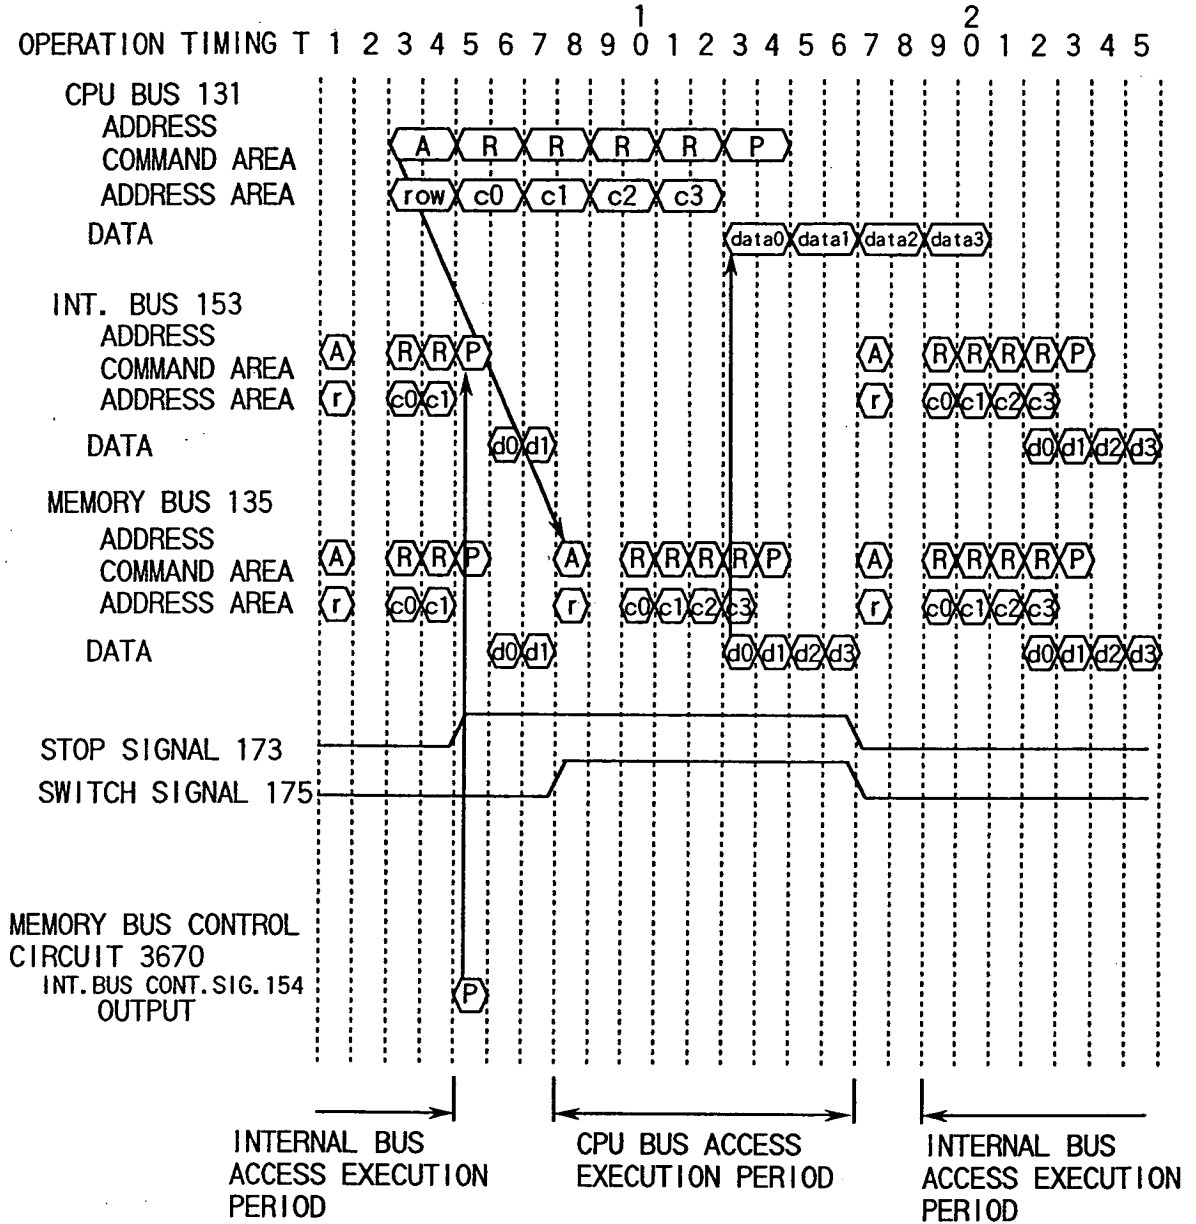 1 2
OPERATION TIMING T 1 2 3 4 5 6 7 8 9 0 1 2 3 4 5 6 7 8 9 0 1 2 3 4 5
CPU BUS 131
ADDRESS
COMMAND AREA A R R R R P
ADDRESS AREA row c0 c1 c2 c3
DATA data0 data1 data2 data3
INT. BUS 153
ADDRESS
COMMAND AREA A R R P A R R R R P
ADDRESS AREA r c0 c1 r c0 c1 c2 c3
DATA d0 d1 d0 d1 d2 d3
MEMORY BUS 135
ADDRESS
COMMAND AREA A R R P A R R R R P A R R R R P
ADDRESS AREA r c0 c1 r c0 c1 c2 c3 r c0 c1 c2 c3
DATA d0 d1 d0 d1 d2 d3 d0 d1 d2 d3
STOP SIGNAL 173
SWITCH SIGNAL 175
MEMORY BUS CONTROL
CIRCUIT 3670
INT.BUS CONT.SIG.154
OUTPUT P
INTERNAL BUS
ACCESS EXECUTION
PERIOD
CPU BUS ACCESS
EXECUTION PERIOD
INTERNAL BUS
ACCESS EXECUTION
PERIOD